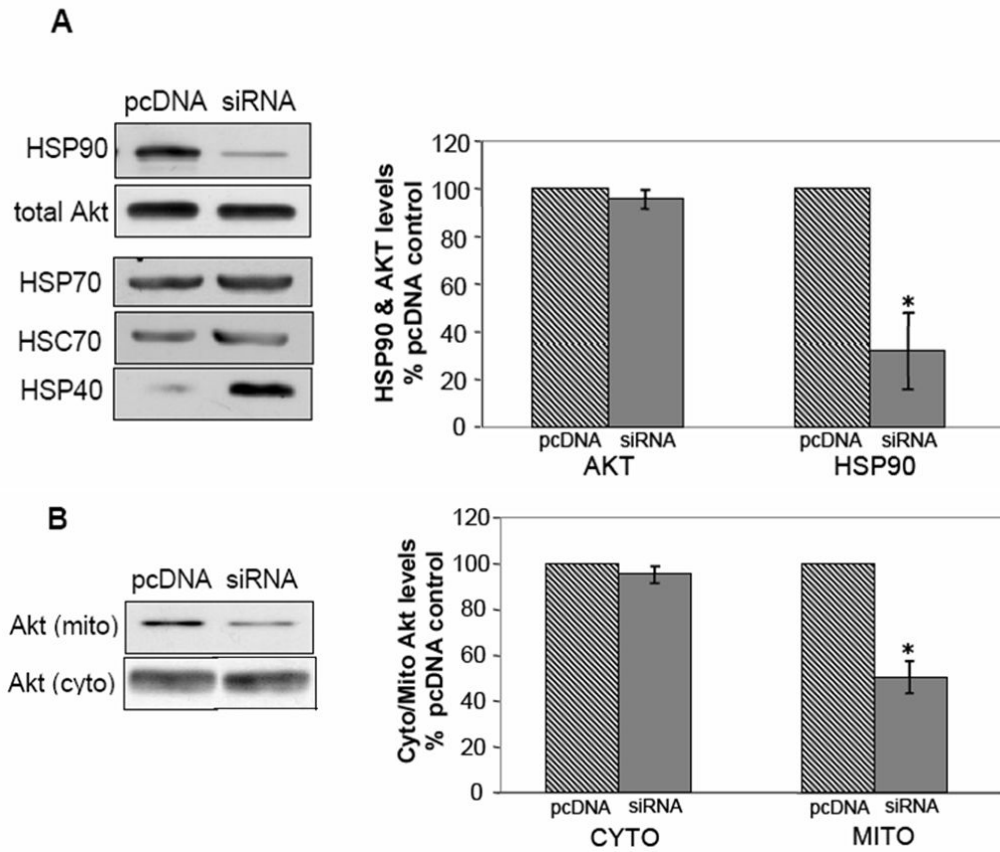 A
pcDNA siRNA
HSP90
total Akt
HSP70
HSC70
HSP40
HSP90 & AKT levels
% pcDNA control
120
100
80
60
40
20
0
*
pcDNA siRNA pcDNA siRNA
AKT HSP90
B
pcDNA siRNA
Akt (mito)
Akt (cyto)
Cyto/Mito Akt levels
% pcDNA control
120
100
80
60
40
20
0
*
pcDNA siRNA pcDNA siRNA
CYTO MITO